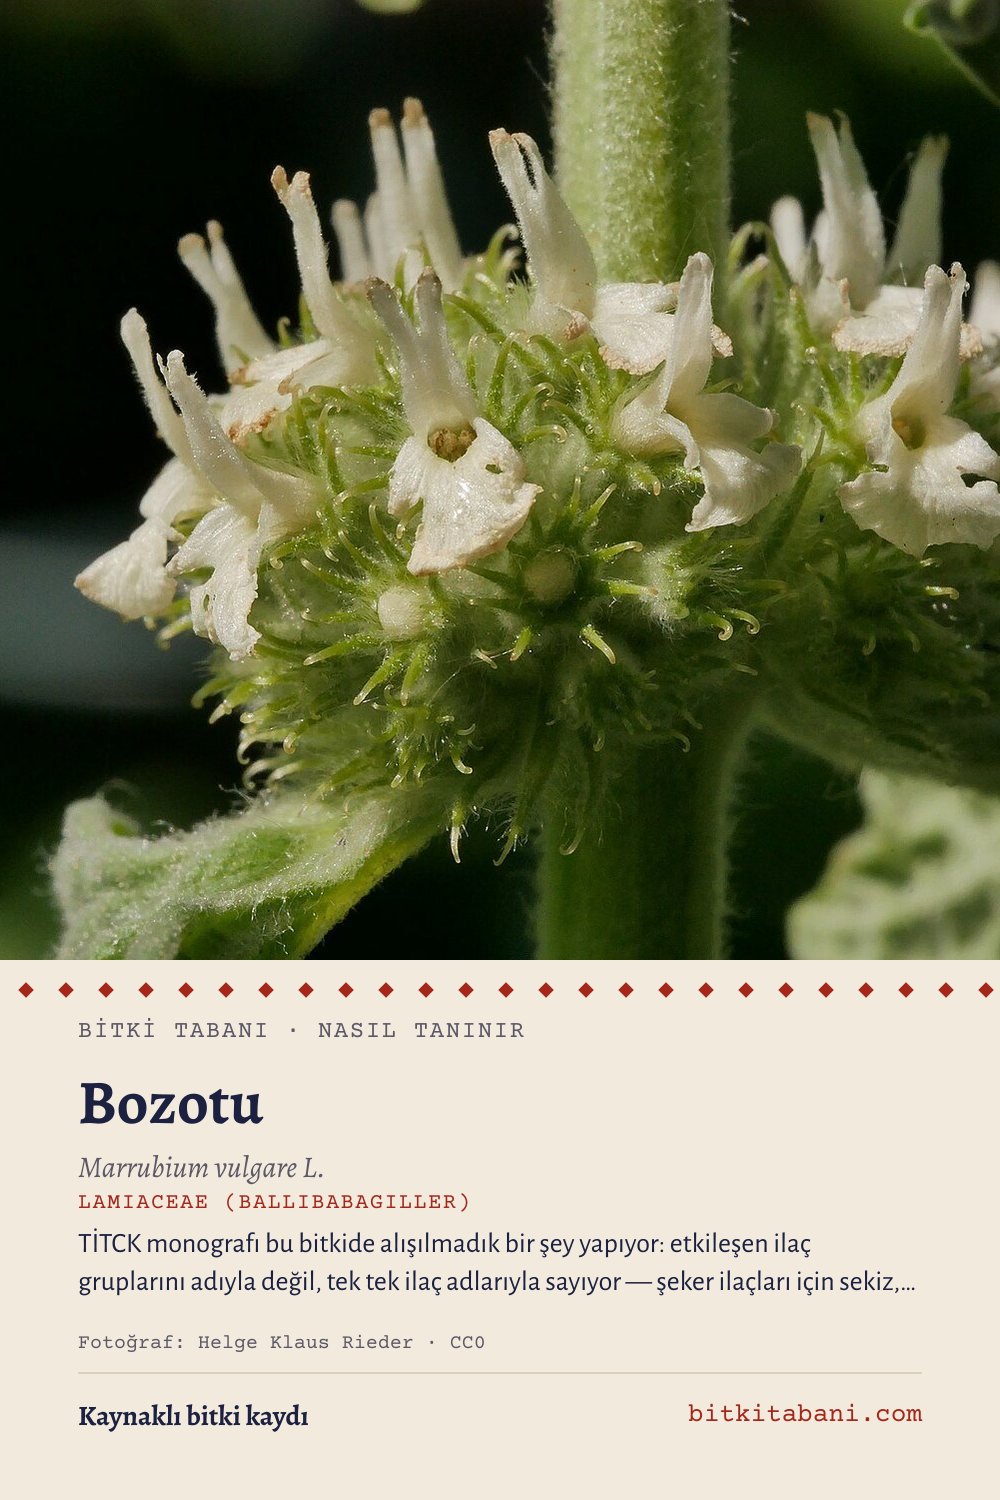 BİTKİ TABANI · NASIL TANINIR
Bozotu
Marrubium vulgare L.
LAMIACEAE (BALLIBABAGILLER)
TİTCK monografı bu bitkide alışılmadık bir şey yapıyor: etkileşen ilaç
gruplarını adıyla değil, tek tek ilaç adlarıyla sayıyor — şeker ilaçları için sekiz,…
Fotoğraf: Helge Klaus Rieder · CC0
Kaynaklı bitki kaydı
bitkitabani.com